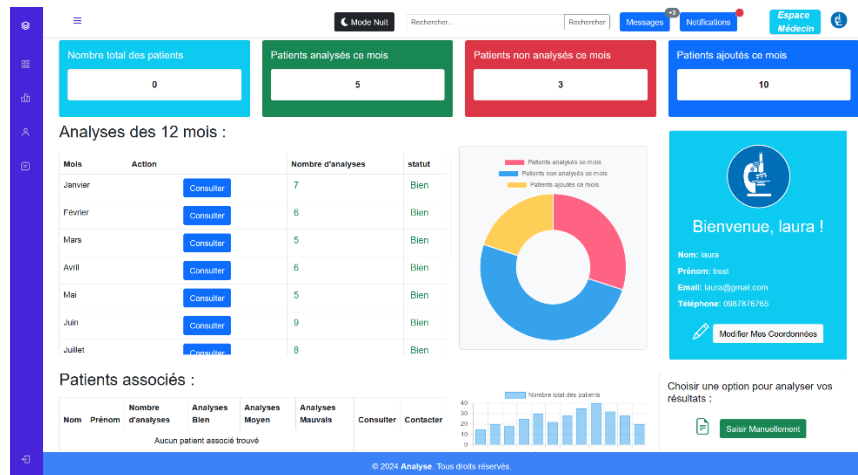 Mode Nuit
Rechercher...
Rechercher
Messages
+3
Notifications
Espace
Médecin
Nombre total des patients
0
Patients analysés ce mois
5
Patients non analysés ce mois
3
Patients ajoutés ce mois
10
Analyses des 12 mois :
Mois Action Nombre d'analyses statut
Janvier Consulter 7 Bien
Février Consulter 6 Bien
Mars Consulter 5 Bien
Avril Consulter 6 Bien
Mai Consulter 5 Bien
Juin Consulter 9 Bien
Juillet Consulter 8 Bien
Patients analysés ce mois
Patients non analysés ce mois
Patients ajoutés ce mois
Bienvenue, laura !
Nom: laura
Prénom: trost
Email: laura@gmail.com
Téléphone: 0987876765
Modifier Mes Coordonnées
Patients associés :
Nom Prénom Nombre d'analyses Analyses Bien Analyses Moyen Analyses Mauvais Consulter Contacter
Aucun patient associé trouvé
Nombre total des patients
40
30
20
10
0
Choisir une option pour analyser vos
résultats :
Saisir Manuellement
© 2024 Analyse. Tous droits réservés.